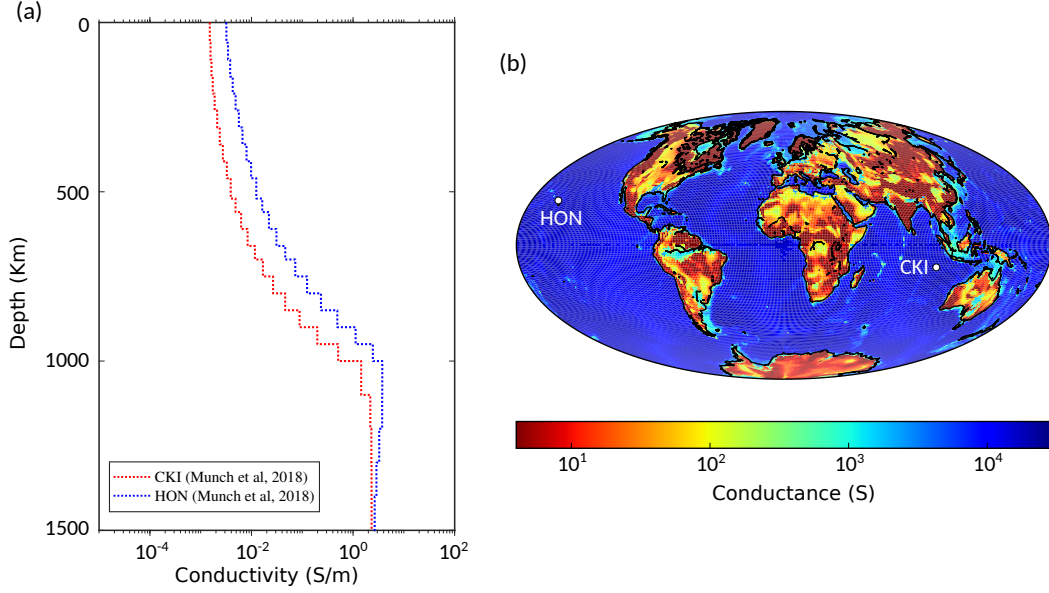 (a)
0
500
1000
1500
Depth (Km)
CKI (Munch et al, 2018)
HON (Munch et al, 2018)
10^-4
10^-2
10^0
10^2
Conductivity (S/m)
(b)
HON
CKI
10^1
10^2
10^3
10^4
Conductance (S)